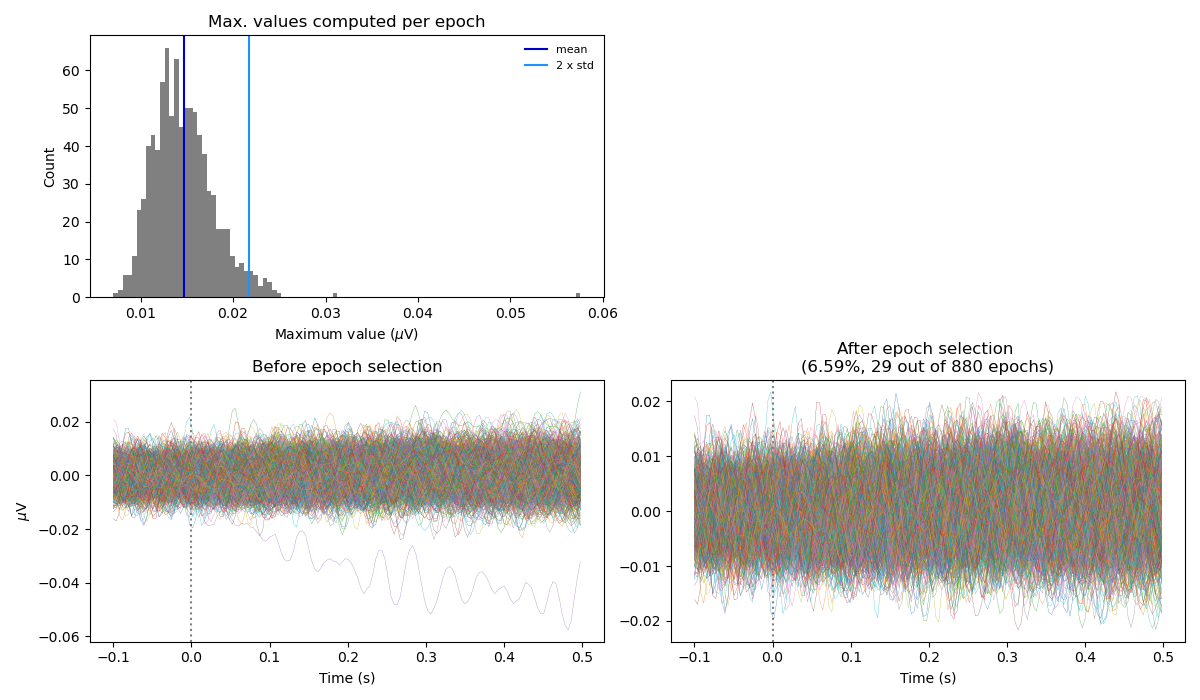 Max. values computed per epoch
mean
2 x std
Count
60
50
40
30
20
10
0
0.01 0.02 0.03 0.04 0.05 0.06
Maximum value (μV)
Before epoch selection
μV
0.02
0.00
−0.02
−0.04
−0.06
−0.1 0.0 0.1 0.2 0.3 0.4 0.5
Time (s)
After epoch selection
(6.59%, 29 out of 880 epochs)
0.02
0.01
0.00
−0.01
−0.02
−0.1 0.0 0.1 0.2 0.3 0.4 0.5
Time (s)